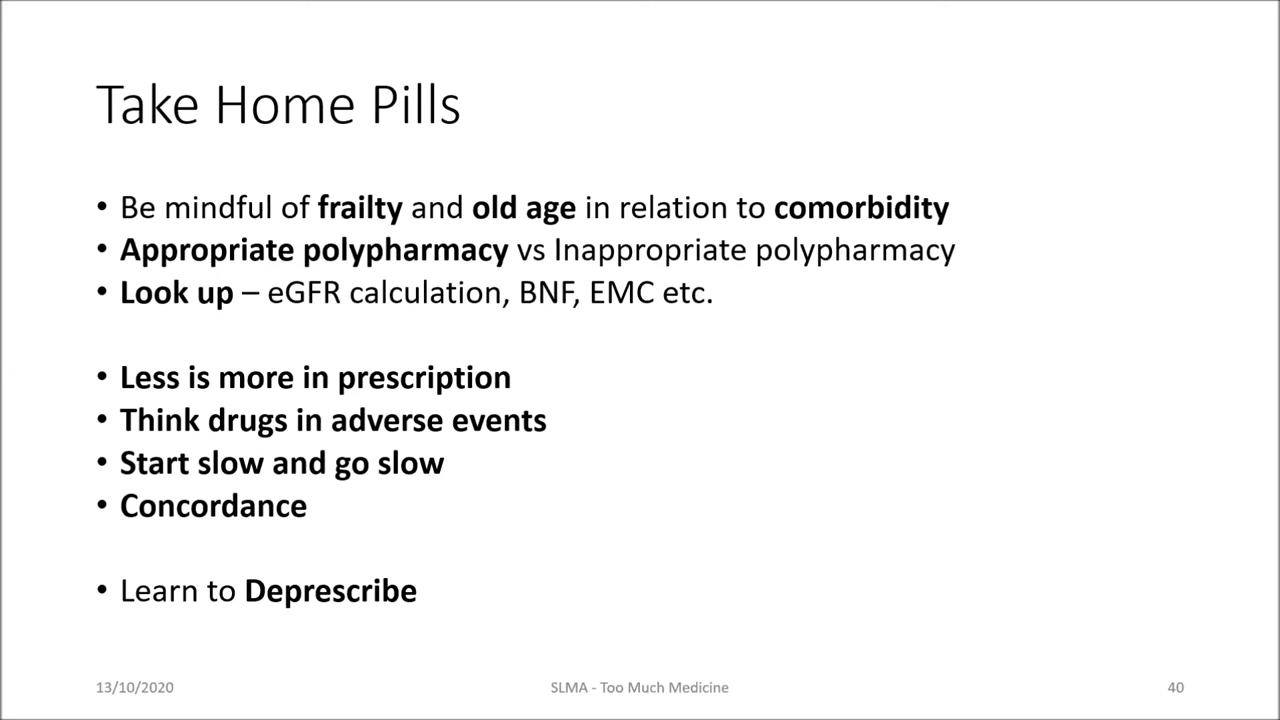 Take Home Pills
• Be mindful of frailty and old age in relation to comorbidity
• Appropriate polypharmacy vs Inappropriate polypharmacy
• Look up – eGFR calculation, BNF, EMC etc.
• Less is more in prescription
• Think drugs in adverse events
• Start slow and go slow
• Concordance
• Learn to Deprescribe
13/10/2020
SLMA - Too Much Medicine
40